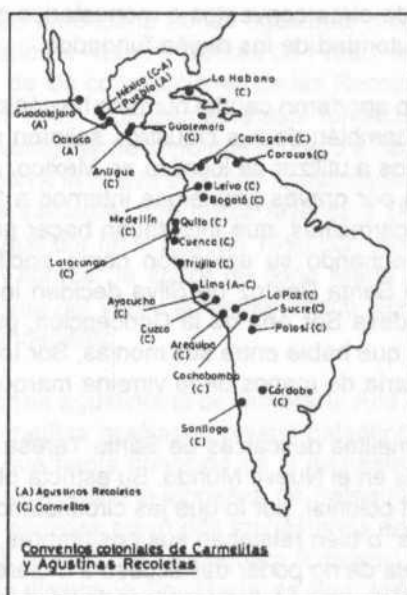 México (C-A)
Puebla (A)
La Habana
(C)
Guadalajara
(A)
Oaxaca
(A)
Guatemala
(C)
Antigua
(C)
Cartagena (C)
Caracas (C)
Leiva (C)
Bogotá (C)
Medellín
(C)
Quito (C)
Cuenca (C)
Latacunga
(C)
Trujillo (C)
Lima (A-C)
Ayacucho
(C)
La Paz (C)
Sucre (C)
Potosí (C)
Cuzco
(C)
Arequipa
(C)
Cochabamba
(C)
Córdoba
(C)
Santiago
(C)
(A) Agustinos Recoletas
(C) Carmelitas
Conventos coloniales de Carmelitas
y Agustinas Recoletas